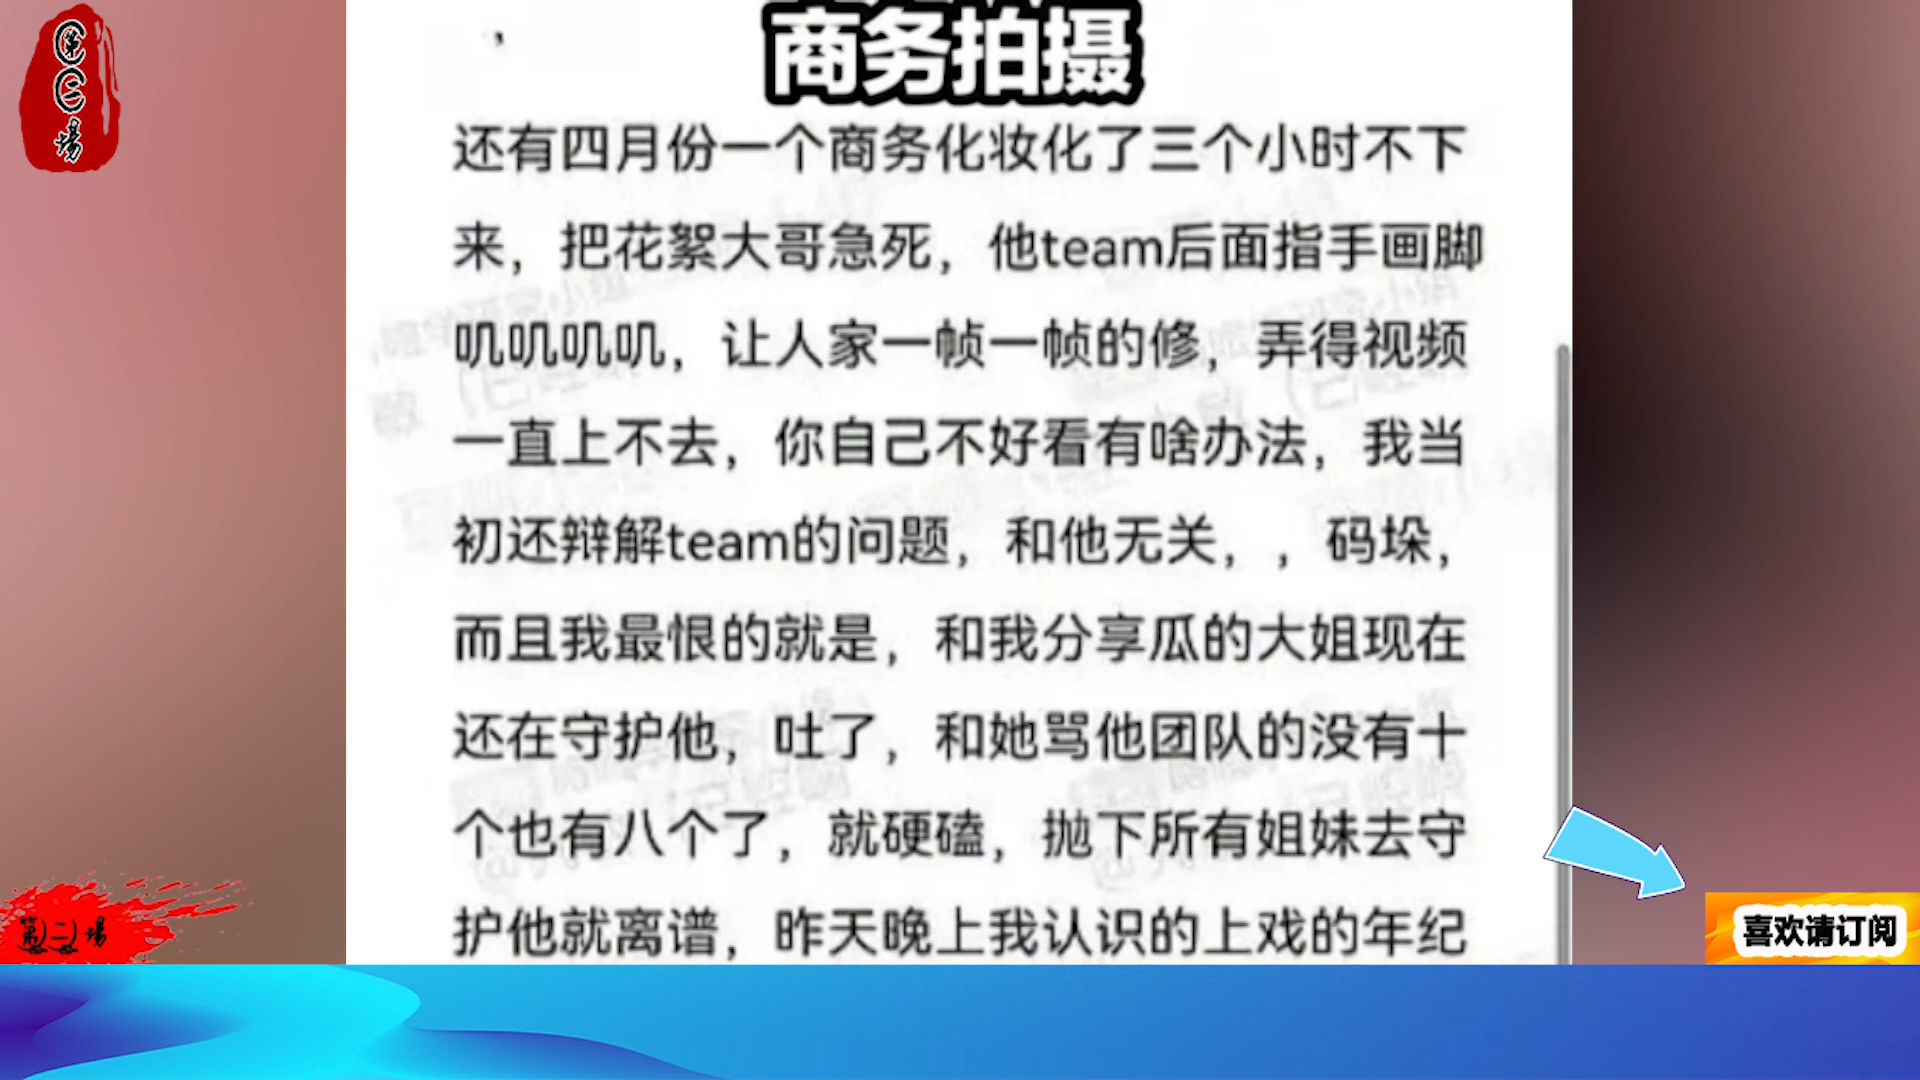 第二場
商务拍摄
还有四月份一个商务化妆化了三个小时不下
来，把花絮大哥急死，他team后面指手画脚
叽叽叽叽，让人家一帧一帧的修，弄得视频
一直上不去，你自己不好看有啥办法，我当
初还辩解team的问题，和他无关，，码垛，
而且我最恨的就是，和我分享瓜的大姐现在
还在守护他，吐了，和她骂他团队的没有十
个也有八个了，就硬磕，抛下所有姐妹去守
护他就离谱，昨天晚上我认识的上戏的年纪
第二場
喜欢请订阅